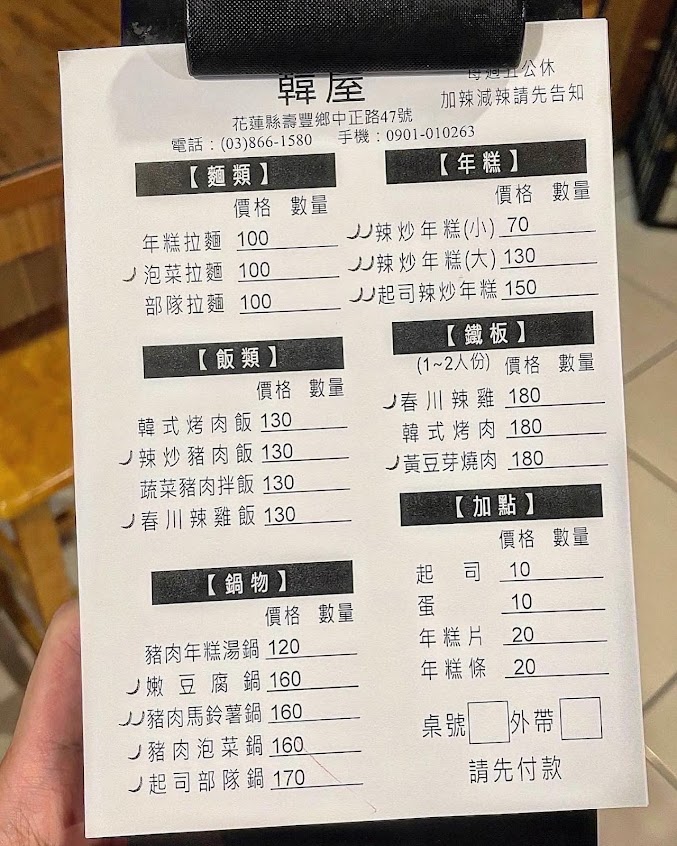 韓屋
每週五公休
加辣減辣請先告知
花蓮縣壽豐鄉中正路47號
電話：(03)866-1580 手機：0901-010263
【麵類】
價格 數量
年糕拉麵 100
泡菜拉麵 100
部隊拉麵 100
【飯類】
價格 數量
韓式烤肉飯 130
辣炒豬肉飯 130
蔬菜豬肉拌飯 130
春川辣雞飯 130
【鍋物】
價格 數量
豬肉年糕湯鍋 120
嫩豆腐鍋 160
豬肉馬鈴薯鍋 160
豬肉泡菜鍋 160
起司部隊鍋 170
【年糕】
價格 數量
辣炒年糕(小) 70
辣炒年糕(大) 130
起司辣炒年糕 150
【鐵板】
(1~2人份) 價格 數量
春川辣雞 180
韓式烤肉 180
黃豆芽燒肉 180
【加點】
價格 數量
起司 10
蛋 10
年糕片 20
年糕條 20
桌號 外帶
請先付款